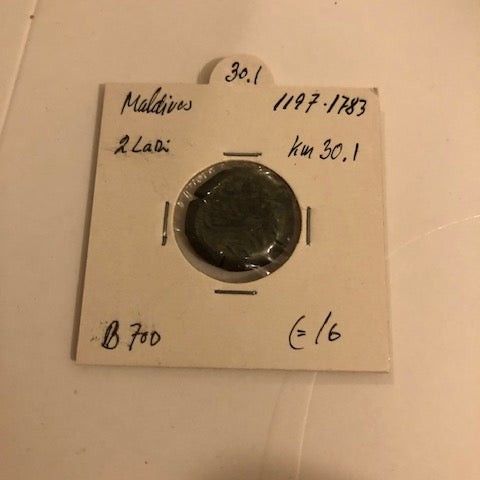 30.1
Maldives 1197·1783
2 Lari km 30.1
B 700 €= 16